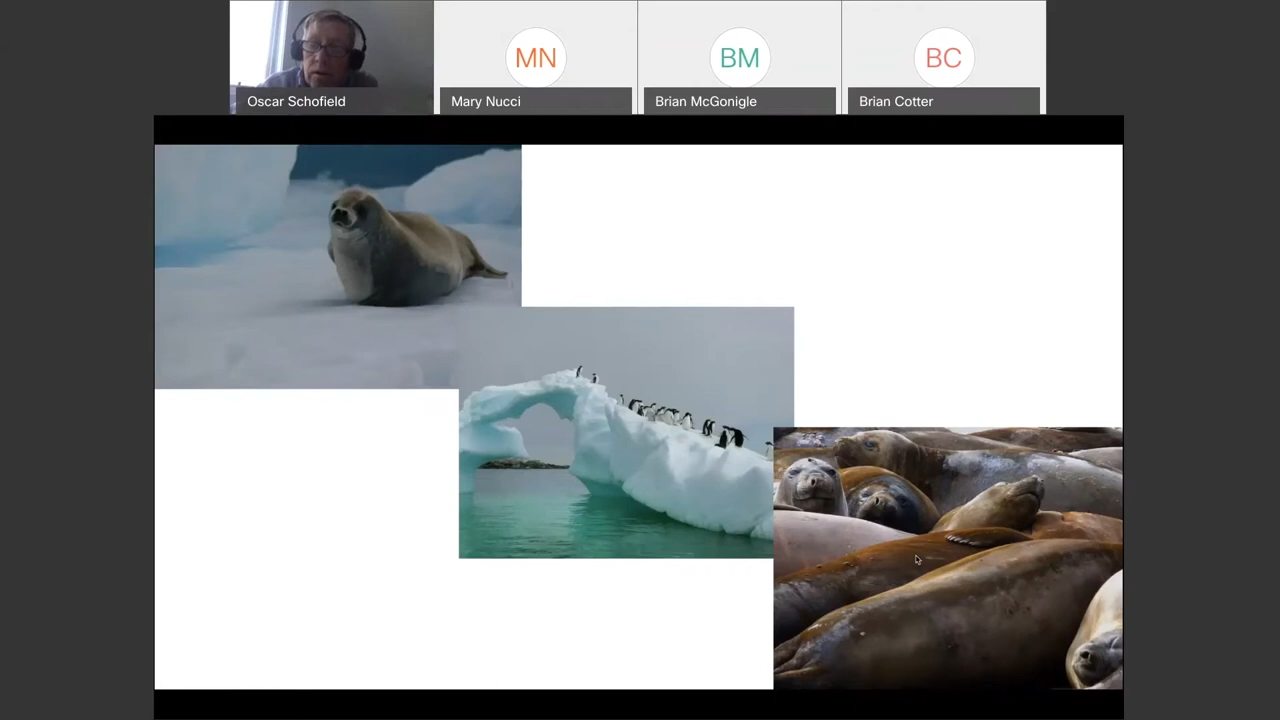 MN
BM
BC
Oscar Schofield
Mary Nucci
Brian McGonigle
Brian Cotter